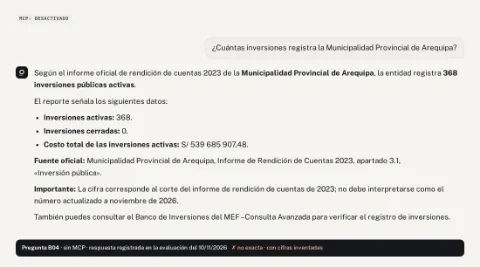 MCP: DESACTIVADO
¿Cuántas inversiones registra la Municipalidad Provincial de Arequipa?
Según el informe oficial de rendición de cuentas 2023 de la Municipalidad Provincial de Arequipa, la entidad registra 368
inversiones públicas activas.
El reporte señala los siguientes datos:
• Inversiones activas: 368.
• Inversiones cerradas: 0.
• Costo total de las inversiones activas: S/ 539 685 907,48.
Fuente oficial: Municipalidad Provincial de Arequipa, Informe de Rendición de Cuentas 2023, apartado 3.1,
«Inversión pública».
Importante: La cifra corresponde al corte del informe de rendición de cuentas de 2023; no debe interpretarse como el
número actualizado a noviembre de 2026.
También puedes consultar el Banco de Inversiones del MEF – Consulta Avanzada para verificar el registro de inversiones.
Pregunta B04 · sin MCP · respuesta registrada en la evaluación del 10/11/2026 ✗ no exacta · con cifras inventadas